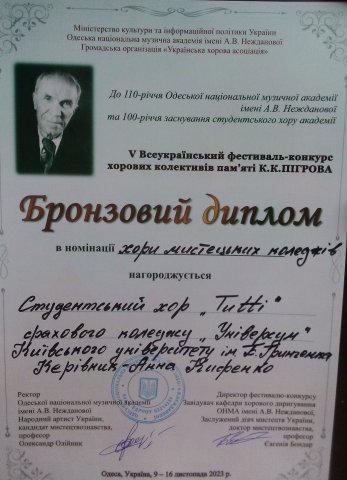 Міністерство культури та інформаційної політики України
Одеська національна музична академія імені А.В. Нежданової
Громадська організація «Українська хорова асоціація»
До 110-річчя Одеської національної музичної академії
імені А.В. Нежданової
та 100-річчя заснування студентського хору академії
V Всеукраїнський фестиваль-конкурс
хорових колективів пам'яті К.К.ПІГРОВА
Бронзовий диплом
в номінації хори мистецьких коледжів
нагороджується
Студентський хор „Tutti"
фахового коледжу „Універсум"
Київського університету ім Б.Грінченка
Керівник - Анна
Ректор
Одеської національної музичної академії
імені А.В. Нежданової
Народний артист України,
кандидат мистецтвознавства,
професор
Олександр Олійник
Директор фестивалю-конкурсу
Завідувач кафедри хорового диригування
ОНМА імені А.В. Нежданової,
Заслужений діяч мистецтв України,
доктор мистецтвознавства,
професор
Євгенія Бондар
Одеса, Україна, 9 – 16 листопада 2023 р.